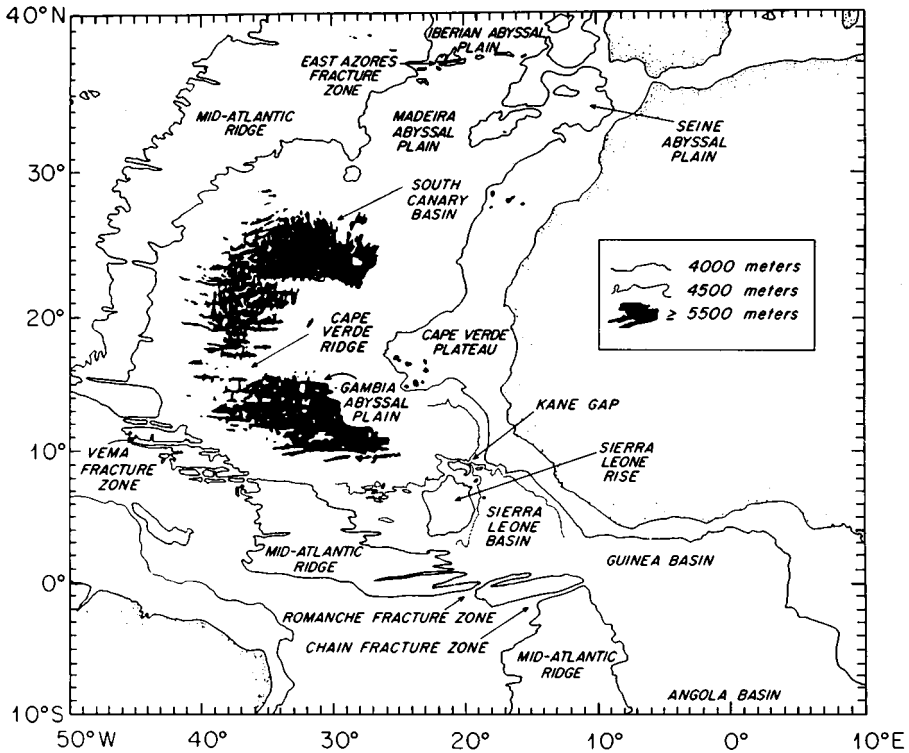 40°N
IBERIAN ABYSSAL
PLAIN
EAST AZORES
FRACTURE
ZONE
MID-ATLANTIC
RIDGE
MADEIRA
ABYSSAL
PLAIN
SEINE
ABYSSAL
PLAIN
30°
SOUTH
CANARY
BASIN
4000 meters
4500 meters
≥ 5500 meters
20°
CAPE
VERDE
RIDGE
CAPE VERDE
PLATEAU
GAMBIA
ABYSSAL
PLAIN
KANE GAP
10°
VEMA
FRACTURE
ZONE
SIERRA
LEONE
RISE
SIERRA
LEONE
BASIN
MID-ATLANTIC
RIDGE
GUINEA BASIN
0°
ROMANCHE FRACTURE ZONE
CHAIN FRACTURE ZONE
MID-ATLANTIC
RIDGE
ANGOLA BASIN
10°S
50°W 40° 30° 20° 10° 0° 10°E